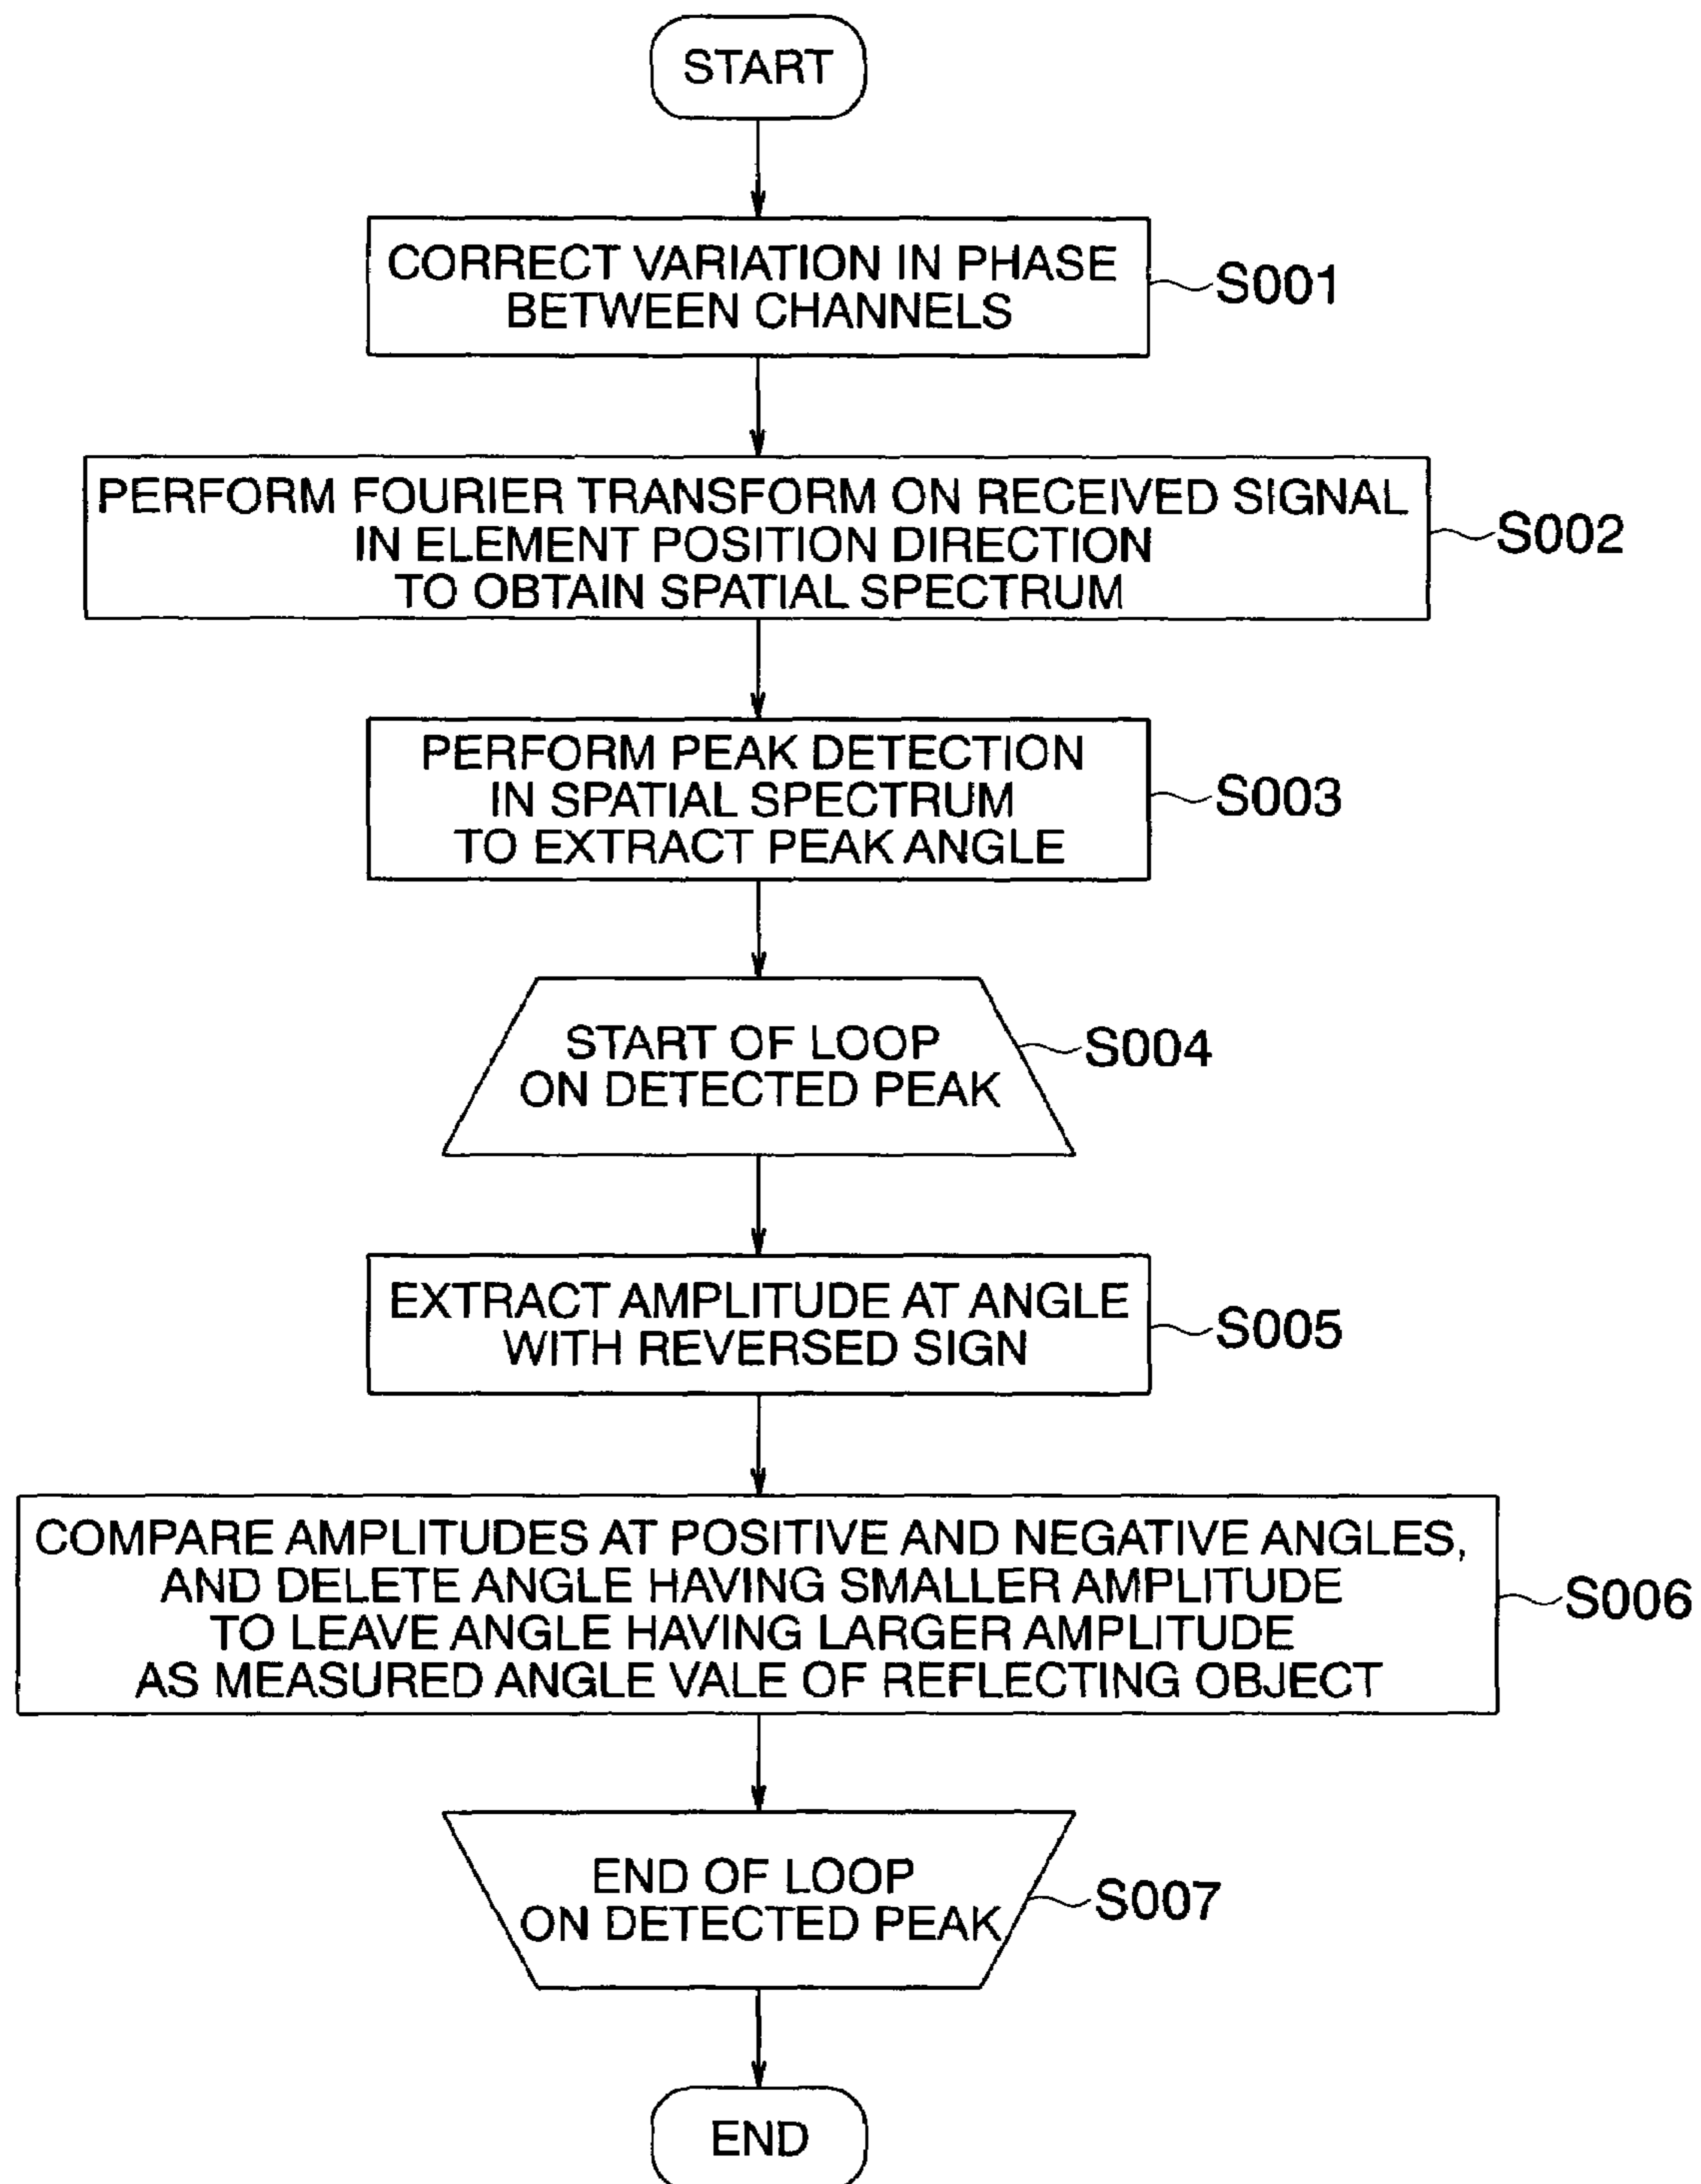 START
CORRECT VARIATION IN PHASE
BETWEEN CHANNELS
S001
PERFORM FOURIER TRANSFORM ON RECEIVED SIGNAL
IN ELEMENT POSITION DIRECTION
TO OBTAIN SPATIAL SPECTRUM
S002
PERFORM PEAK DETECTION
IN SPATIAL SPECTRUM
TO EXTRACT PEAK ANGLE
S003
START OF LOOP
ON DETECTED PEAK
S004
EXTRACT AMPLITUDE AT ANGLE
WITH REVERSED SIGN
S005
COMPARE AMPLITUDES AT POSITIVE AND NEGATIVE ANGLES,
AND DELETE ANGLE HAVING SMALLER AMPLITUDE
TO LEAVE ANGLE HAVING LARGER AMPLITUDE
AS MEASURED ANGLE VALE OF REFLECTING OBJECT
S006
END OF LOOP
ON DETECTED PEAK
S007
END